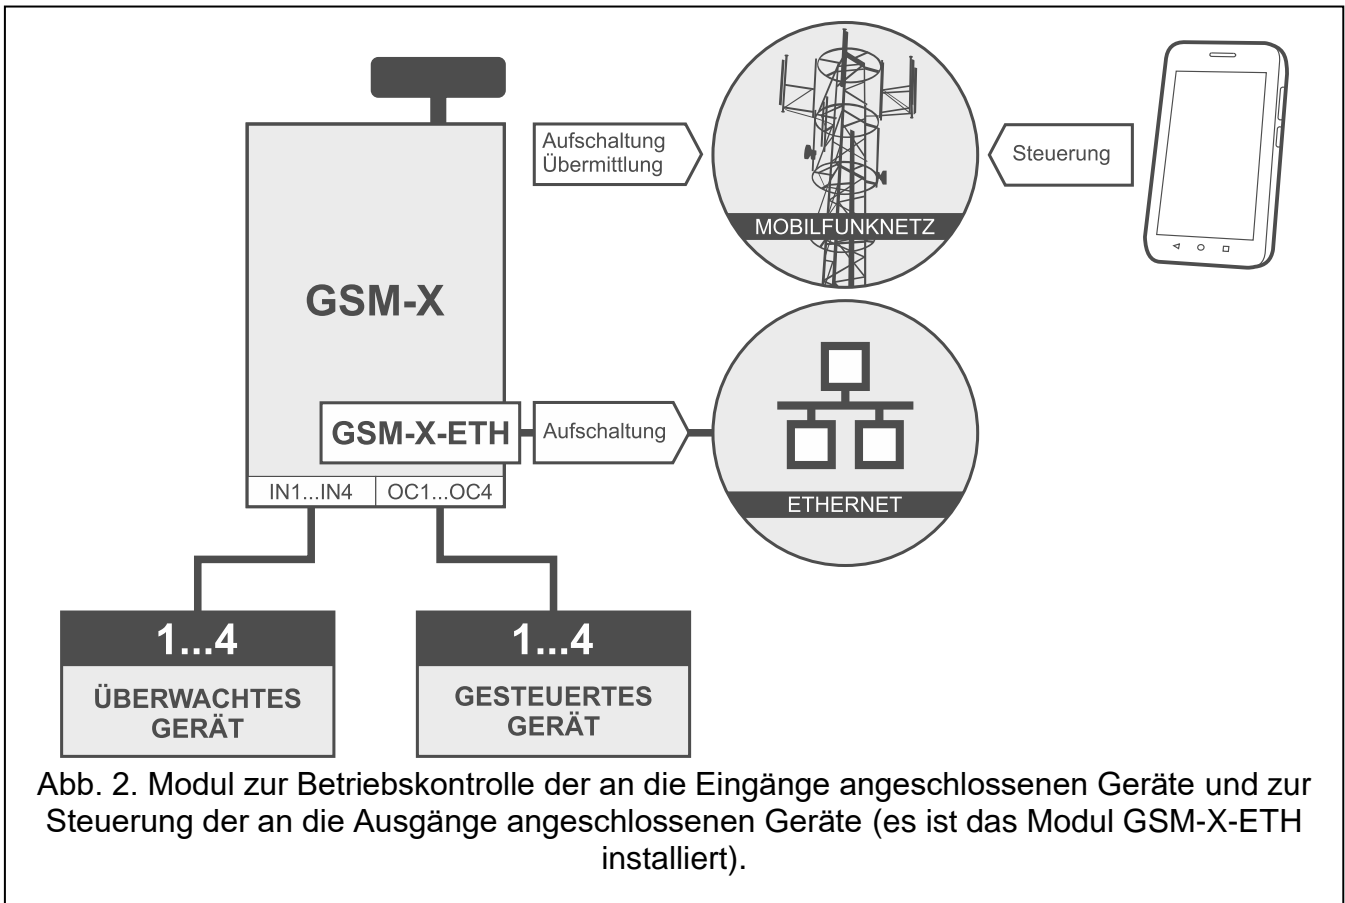 Aufschaltung
Übermittlung
MOBILFUNKNETZ
Steuerung
GSM-X
GSM-X-ETH
Aufschaltung
ETHERNET
IN1...IN4
OC1...OC4
1...4
ÜBERWACHTES
GERÄT
1...4
GESTEUERTES
GERÄT
Abb. 2. Modul zur Betriebskontrolle der an die Eingänge angeschlossenen Geräte und zur
Steuerung der an die Ausgänge angeschlossenen Geräte (es ist das Modul GSM-X-ETH
installiert).